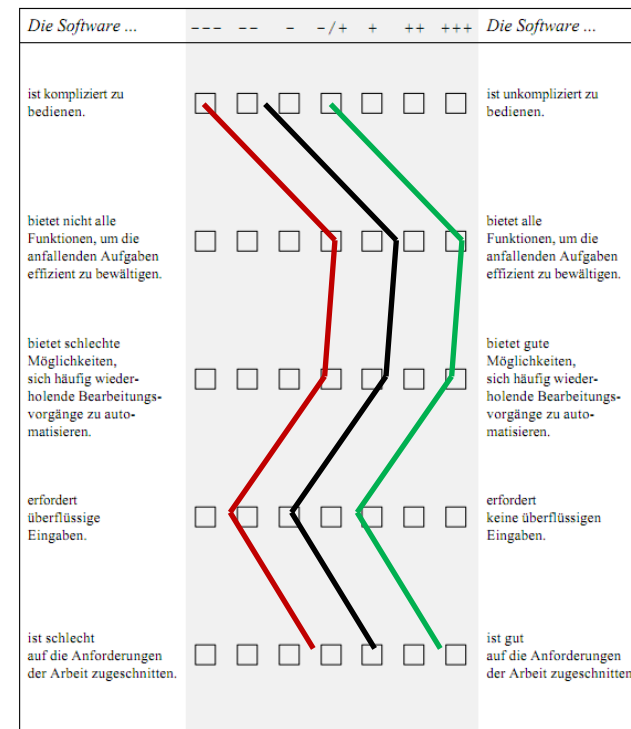 Die Software ... --- -- - -/+ + ++ +++ Die Software ...
ist kompliziert zu
bedienen.
ist unkompliziert zu
bedienen.
bietet nicht alle
Funktionen, um die
anfallenden Aufgaben
effizient zu bewältigen.
bietet alle
Funktionen, um die
anfallenden Aufgaben
effizient zu bewältigen.
bietet schlechte
Möglichkeiten,
sich häufig wieder-
holende Bearbeitungs-
vorgänge zu auto-
matisieren.
bietet gute
Möglichkeiten,
sich häufig wieder-
holende Bearbeitungs-
vorgänge zu auto-
matisieren.
erfordert
überflüssige
Eingaben.
erfordert
keine überflüssigen
Eingaben.
ist schlecht
auf die Anforderungen
der Arbeit zugeschnitten.
ist gut
auf die Anforderungen
der Arbeit zugeschnitten